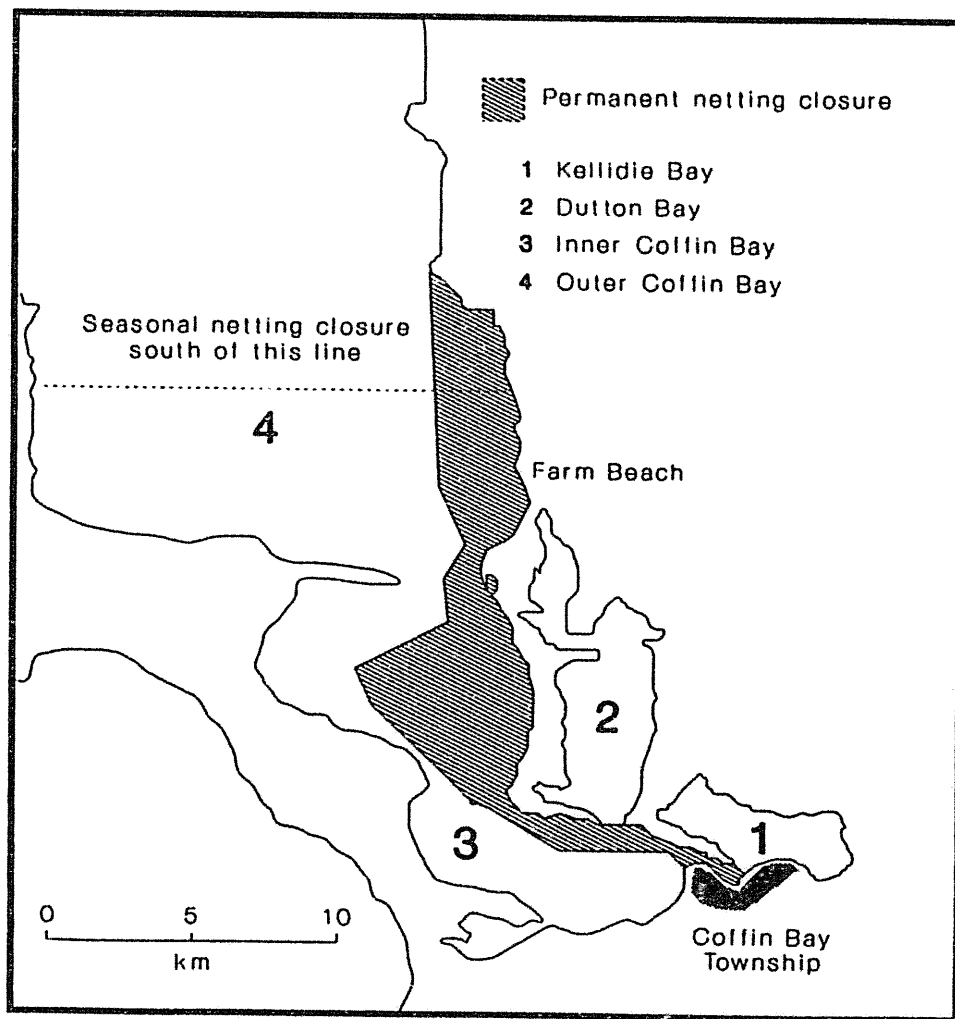 Permanent netting closure
1 Kellidie Bay
2 Dutton Bay
3 Inner Coffin Bay
4 Outer Coffin Bay
Seasonal netting closure
south of this line
4
Farm Beach
2
3
1
0 5 10
km
Coffin Bay
Township